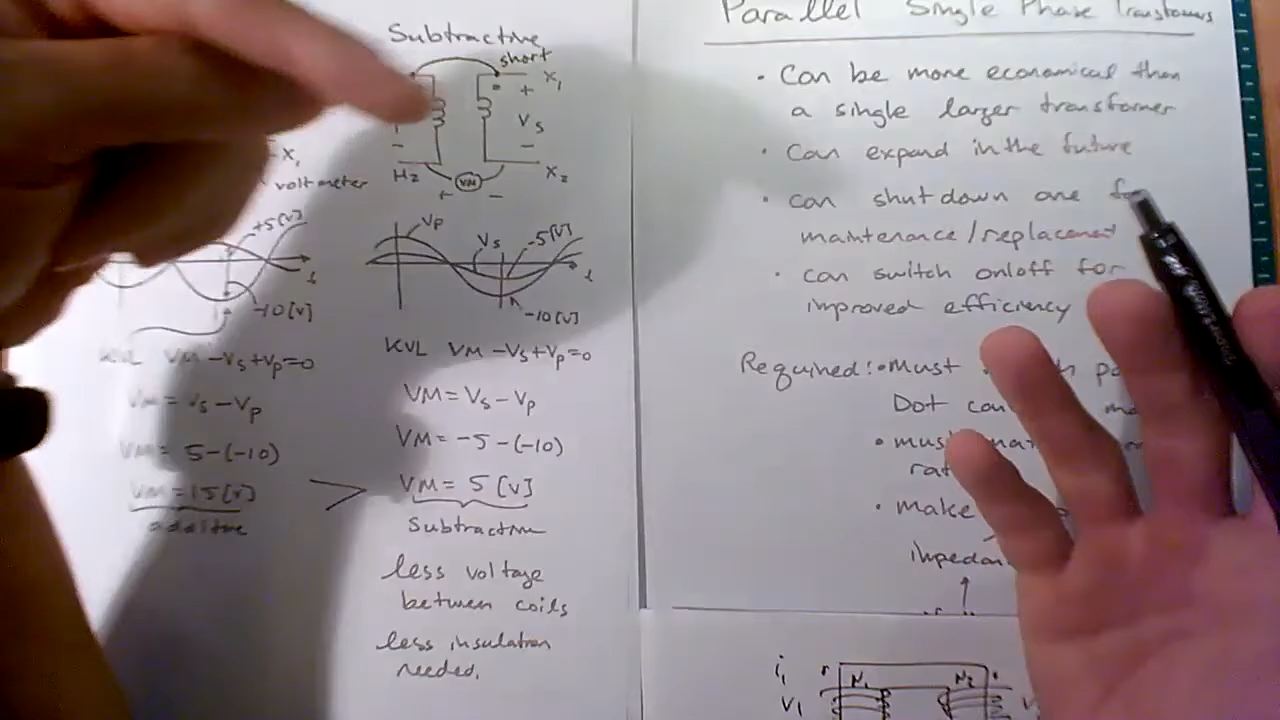 Subtractive
short
X1
+
Vs
-
-
H2
X2
VM
+
-
X1
voltmeter
+5[V]
t
-10[V]
KVL VM-Vs+Vp=0
VM=Vs-Vp
VM= 5-(-10)
VM=15[V]
additive
>
Vp
Vs
-5[V]
t
-10[V]
KVL VM-Vs+Vp=0
VM=Vs-Vp
VM= -5-(-10)
VM= 5[V]
Subtractive
less voltage
between coils
less insulation
needed.
Parallel Single Phase Transformers
• Can be more economical than
a single larger transformer
• Can expand in the future
• can shut down one
maintenance/replacement
• can switch on/off for
improved efficiency
Required: • Must
Dot
• must
• make
i1
N1
N2
V1